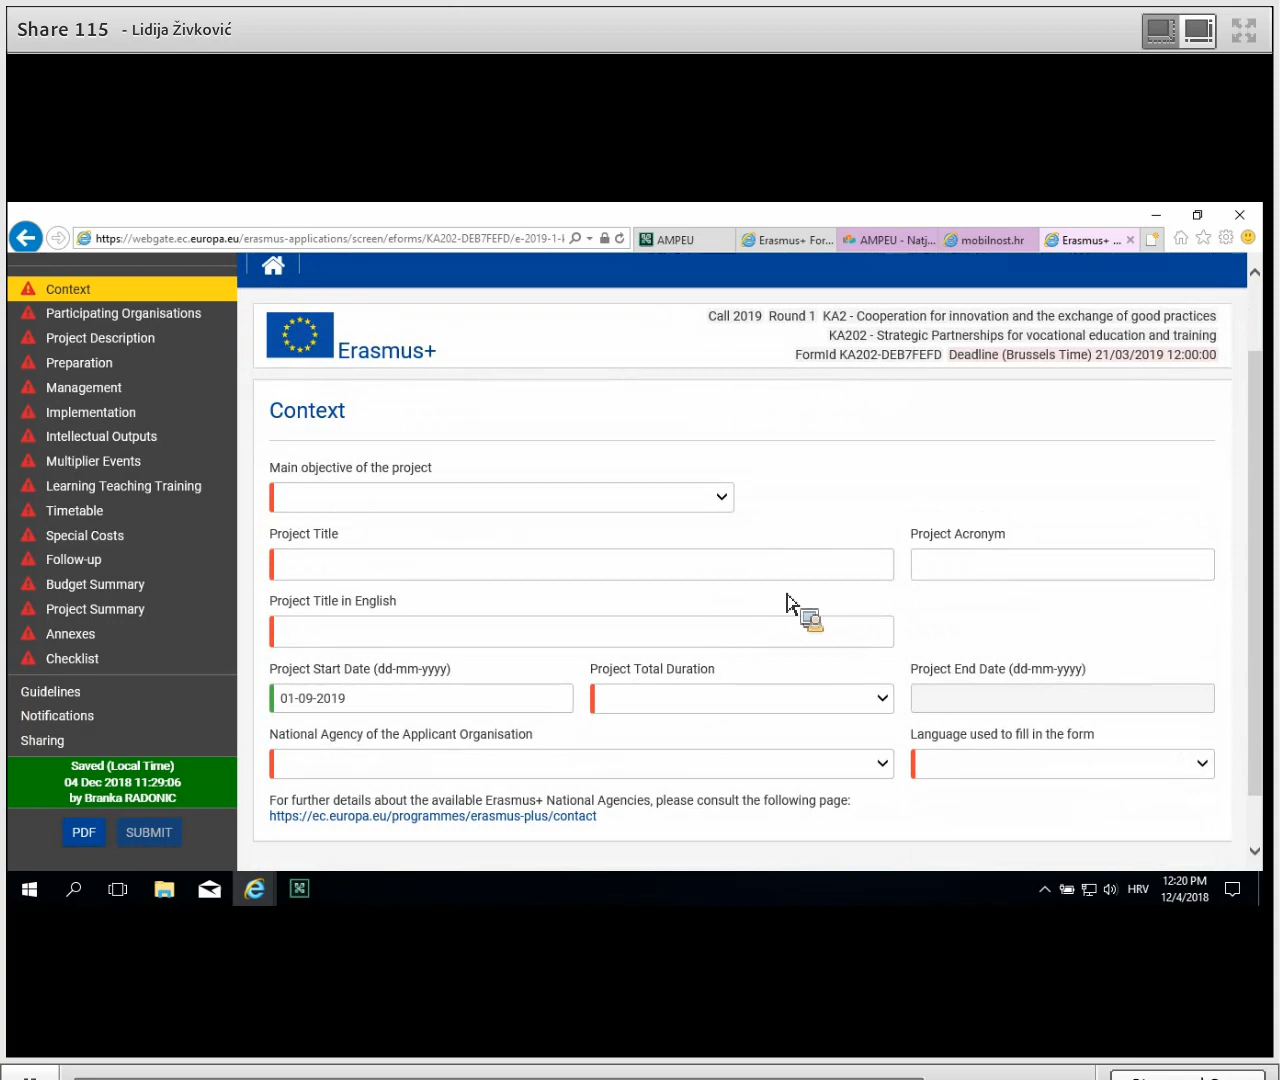 Share 115 - Lidija Živković
https://webgate.ec.europa.eu/erasmus-applications/screen/eforms/KA202-DEB7FEFD/e-2019-1-
AMPEU
Erasmus+ For...
AMPEU - Natj...
mobilnost.hr
Erasmus+ ...
Context
Participating Organisations
Project Description
Preparation
Management
Implementation
Intellectual Outputs
Multiplier Events
Learning Teaching Training
Timetable
Special Costs
Follow-up
Budget Summary
Project Summary
Annexes
Checklist
Guidelines
Notifications
Sharing
Saved (Local Time)
04 Dec 2018 11:29:06
by Branka RADONIC
PDF
SUBMIT
Erasmus+
Call 2019 Round 1 KA2 - Cooperation for innovation and the exchange of good practices
KA202 - Strategic Partnerships for vocational education and training
FormId KA202-DEB7FEFD Deadline (Brussels Time) 21/03/2019 12:00:00
Context
Main objective of the project
Project Title
Project Acronym
Project Title in English
Project Start Date (dd-mm-yyyy)
Project Total Duration
Project End Date (dd-mm-yyyy)
01-09-2019
National Agency of the Applicant Organisation
Language used to fill in the form
For further details about the available Erasmus+ National Agencies, please consult the following page:
https://ec.europa.eu/programmes/erasmus-plus/contact
HRV
12:20 PM
12/4/2018